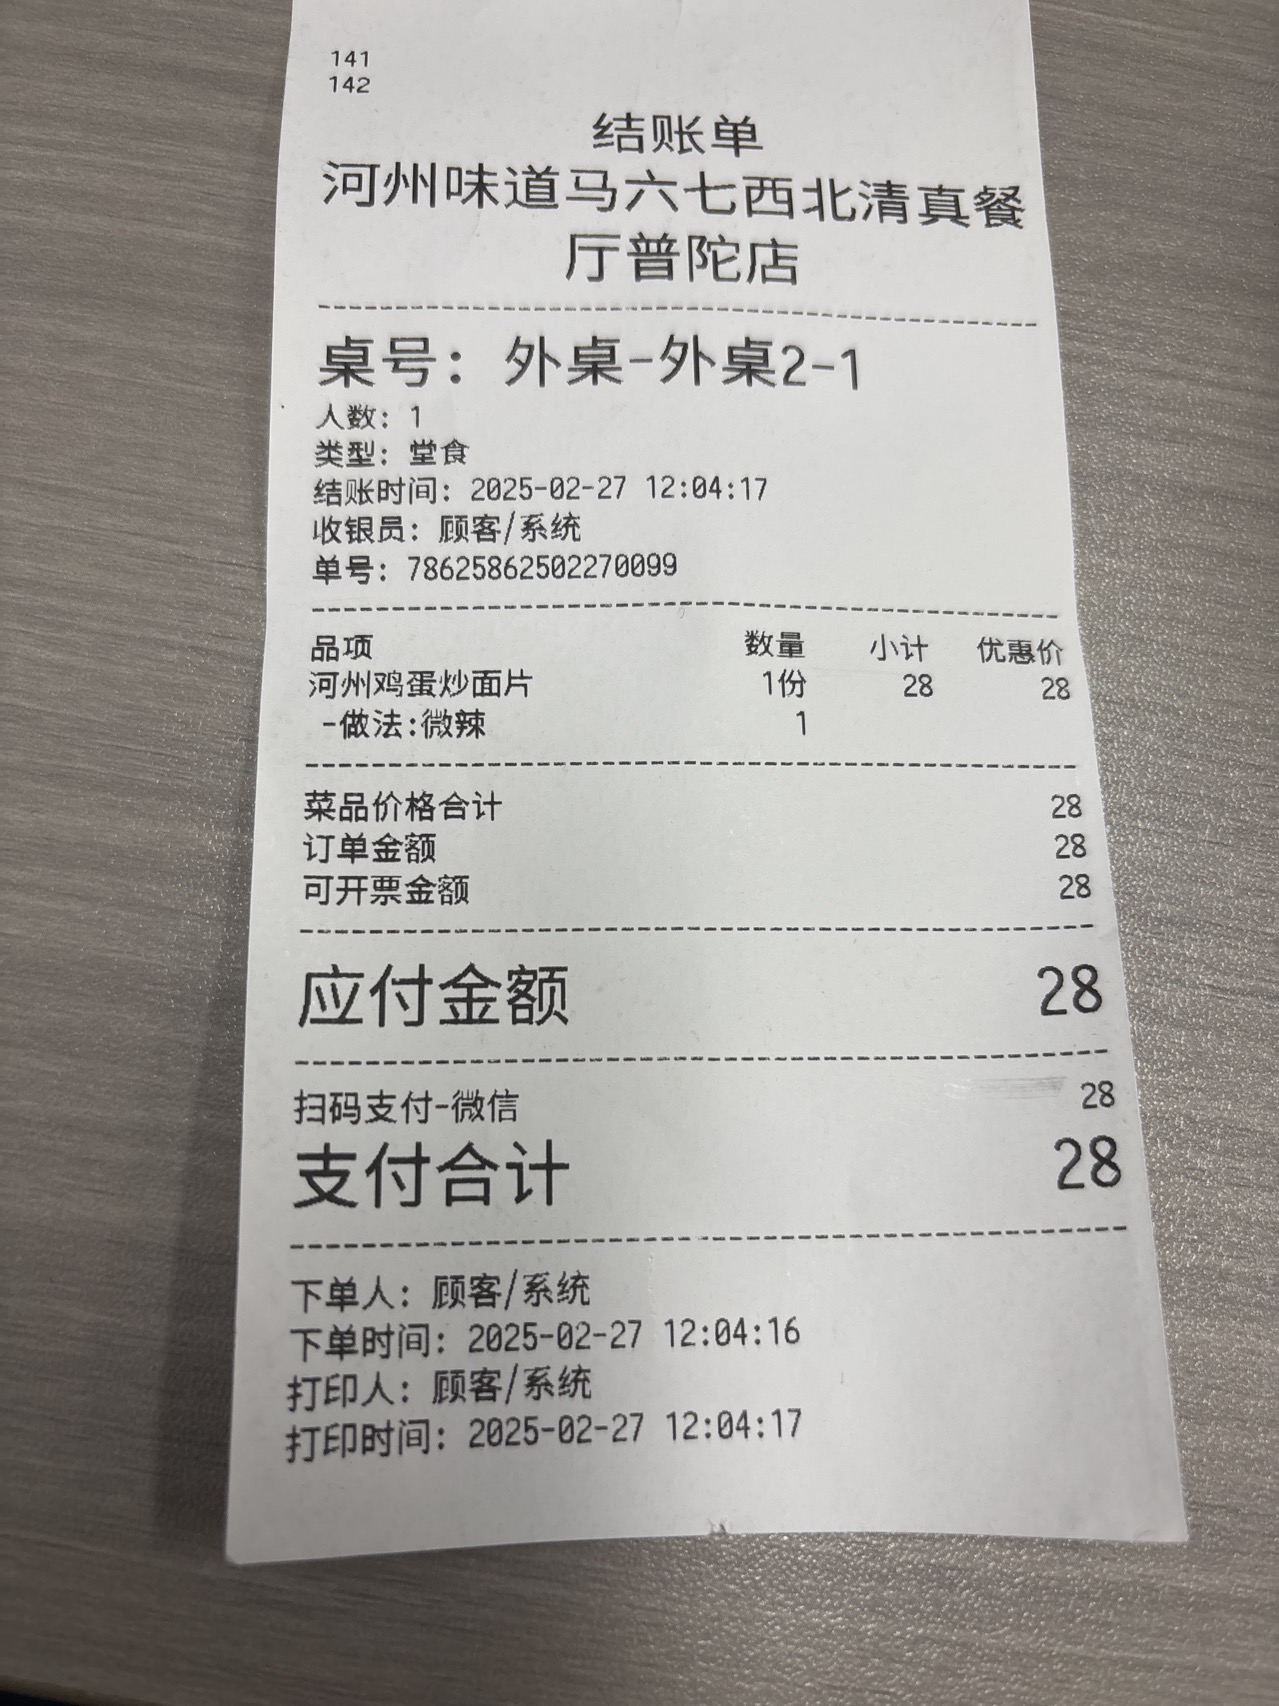 141
142
结账单
河州味道马六七西北清真餐
厅普陀店
桌号：外桌-外桌2-1
人数：1
类型：堂食
结账时间：2025-02-27 12:04:17
收银员：顾客/系统
单号：78625862502270099
品项 数量 小计 优惠价
河州鸡蛋炒面片 1份 28 28
-做法:微辣 1
菜品价格合计 28
订单金额 28
可开票金额 28
应付金额 28
扫码支付-微信 28
支付合计 28
下单人：顾客/系统
下单时间：2025-02-27 12:04:16
打印人：顾客/系统
打印时间：2025-02-27 12:04:17